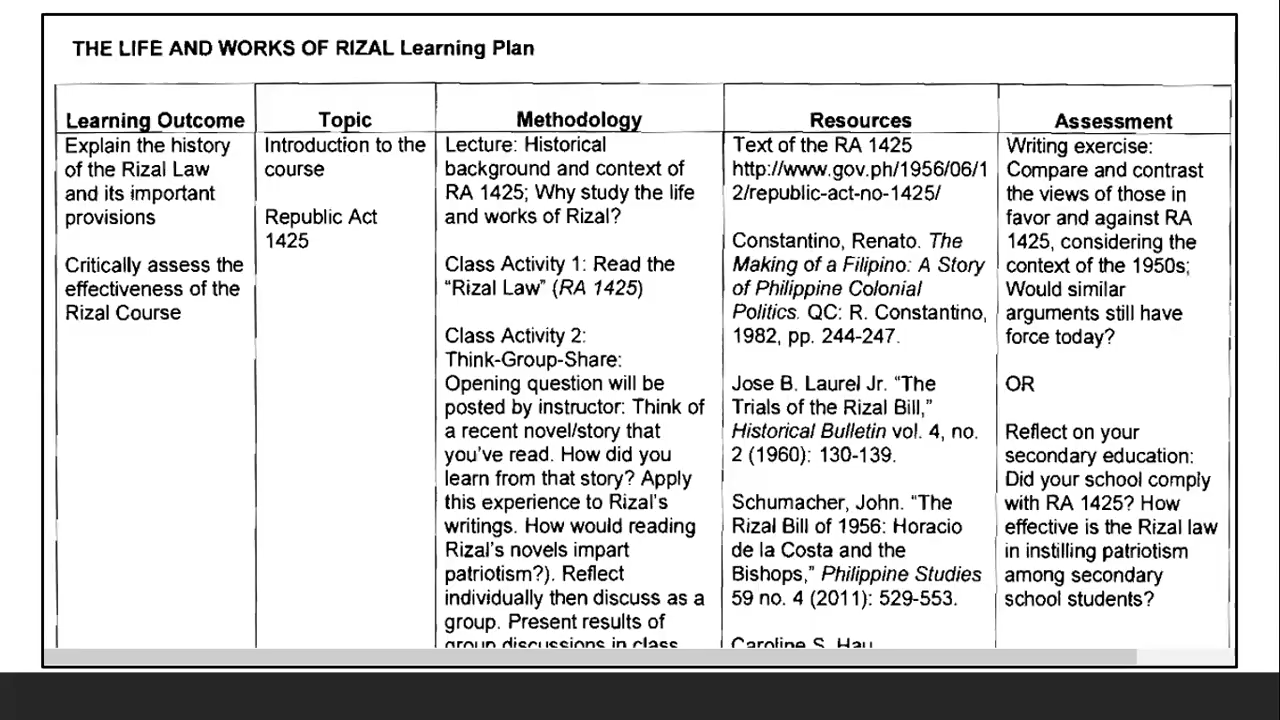 THE LIFE AND WORKS OF RIZAL Learning Plan
Learning Outcome
Explain the history
of the Rizal Law
and its important
provisions
Critically assess the
effectiveness of the
Rizal Course
Topic
Introduction to the
course
Republic Act
1425
Methodology
Lecture: Historical
background and context of
RA 1425; Why study the life
and works of Rizal?
Class Activity 1: Read the
“Rizal Law” (RA 1425)
Class Activity 2:
Think-Group-Share:
Opening question will be
posted by instructor: Think of
a recent novel/story that
you’ve read. How did you
learn from that story? Apply
this experience to Rizal’s
writings. How would reading
Rizal’s novels impart
patriotism?). Reflect
individually then discuss as a
group. Present results of
group discussions in class
Resources
Text of the RA 1425
http://www.gov.ph/1956/06/1
2/republic-act-no-1425/
Constantino, Renato. The
Making of a Filipino: A Story
of Philippine Colonial
Politics. QC: R. Constantino,
1982, pp. 244-247.
Jose B. Laurel Jr. “The
Trials of the Rizal Bill,”
Historical Bulletin vol. 4, no.
2 (1960): 130-139.
Schumacher, John. “The
Rizal Bill of 1956: Horacio
de la Costa and the
Bishops,” Philippine Studies
59 no. 4 (2011): 529-553.
Caroline S. Hau
Assessment
Writing exercise:
Compare and contrast
the views of those in
favor and against RA
1425, considering the
context of the 1950s;
Would similar
arguments still have
force today?
OR
Reflect on your
secondary education:
Did your school comply
with RA 1425? How
effective is the Rizal law
in instilling patriotism
among secondary
school students?